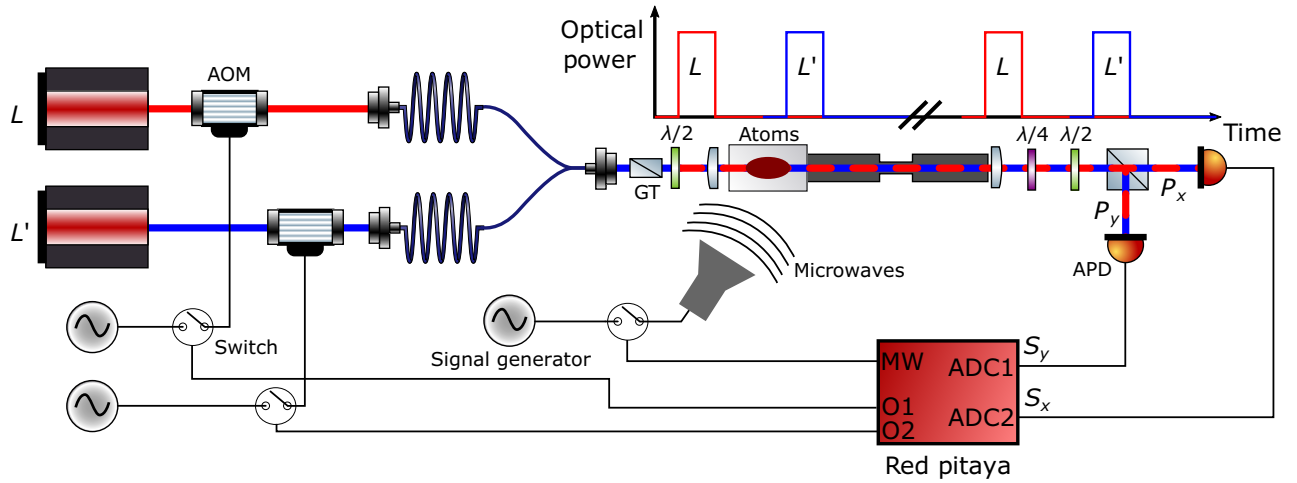 Optical
power
L
L'
L
L'
Time
AOM
L
λ/2
Atoms
λ/4
λ/2
GT
P_x
P_y
L'
APD
Microwaves
Switch
Signal generator
MW
ADC1
S_y
O1
ADC2
S_x
O2
Red pitaya